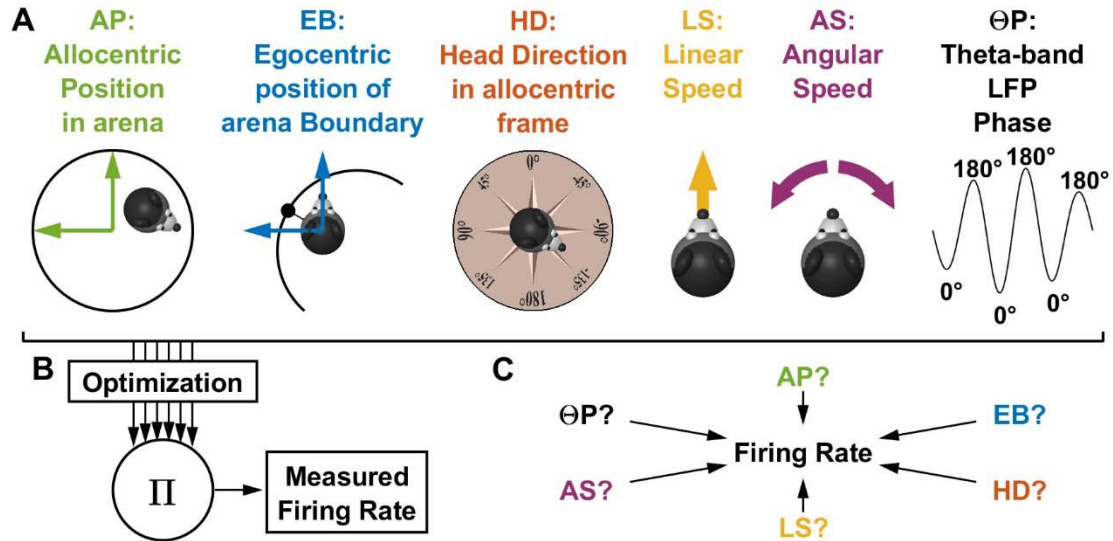 A
AP:
Allocentric
Position
in arena
EB:
Egocentric
position of
arena Boundary
HD:
Head Direction
in allocentric
frame
LS:
Linear
Speed
AS:
Angular
Speed
ΘP:
Theta-band
LFP
Phase
0°
45°
45°
90°
-90°
135°
-135°
180°
180°
180°
180°
0°
0°
0°
B
Optimization
Π
Measured
Firing Rate
C
AP?
ΘP?
EB?
Firing Rate
AS?
HD?
LS?